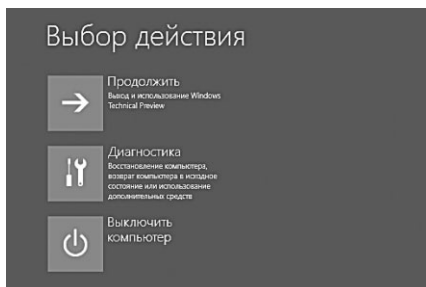 Выбор действия
Продолжить
Выход и использование Windows
Technical Preview
Диагностика
Восстановление компьютера,
возврат компьютера в исходное
состояние или использование
дополнительных средств
Выключить
компьютер